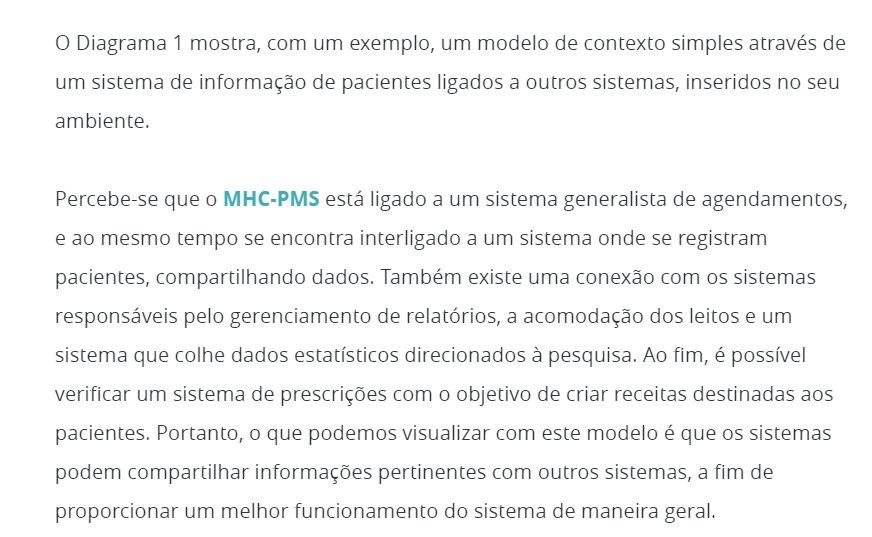 O Diagrama 1 mostra, com um exemplo, um modelo de contexto simples através de
um sistema de informação de pacientes ligados a outros sistemas, inseridos no seu
ambiente.
Percebe-se que o MHC-PMS está ligado a um sistema generalista de agendamentos,
e ao mesmo tempo se encontra interligado a um sistema onde se registram
pacientes, compartilhando dados. Também existe uma conexão com os sistemas
responsáveis pelo gerenciamento de relatórios, a acomodação dos leitos e um
sistema que colhe dados estatísticos direcionados à pesquisa. Ao fim, é possível
verificar um sistema de prescrições com o objetivo de criar receitas destinadas aos
pacientes. Portanto, o que podemos visualizar com este modelo é que os sistemas
podem compartilhar informações pertinentes com outros sistemas, a fim de
proporcionar um melhor funcionamento do sistema de maneira geral.